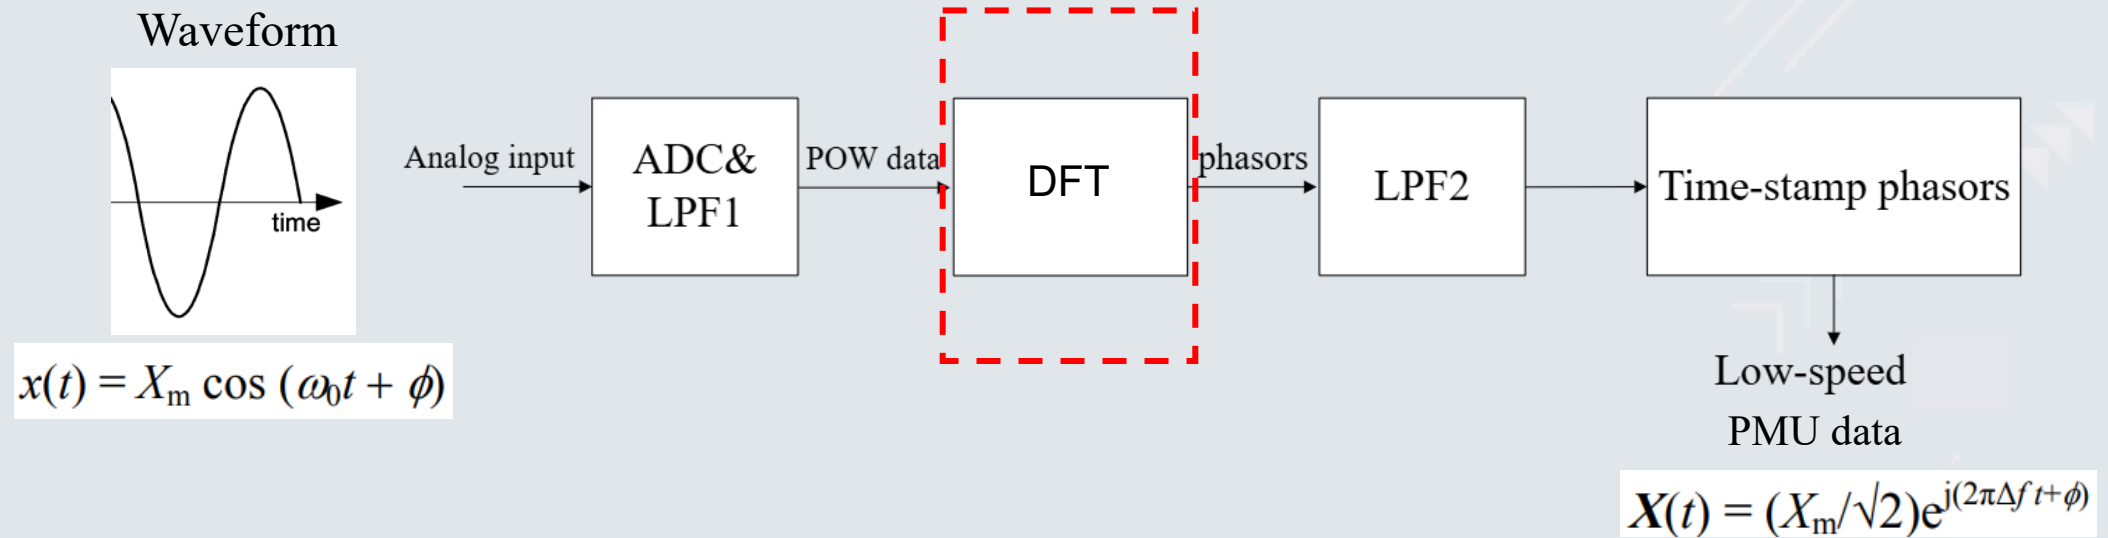 Waveform
time
x(t) = Xm cos (ω0t + ϕ)
Analog input
ADC&
LPF1
POW data
DFT
phasors
LPF2
Time-stamp phasors
Low-speed
PMU data
X(t) = (Xm/√2)e^j(2πΔf t+ϕ)